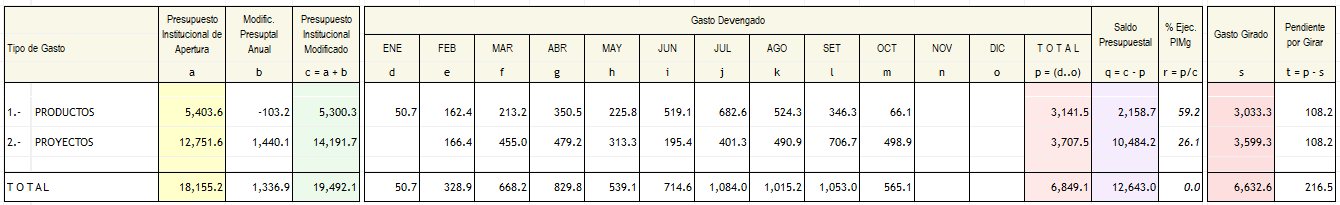 Tipo de Gasto Presupuesto Institucional de Apertura a Modific. Presuptal Anual b Presupuesto Institucional Modificado c = a + b
Gasto Devengado
ENE FEB MAR ABR MAY JUN JUL AGO SET OCT NOV DIC T O T A L
d e f g h i j k l m n o p = (d..o)
Saldo Presupuestal q = c - p % Ejec. PIMg r = p/c Gasto Girado s Pendiente por Girar t = p - s
1.- PRODUCTOS 5,403.6 -103.2 5,300.3 50.7 162.4 213.2 350.5 225.8 519.1 682.6 524.3 346.3 66.1 3,141.5 2,158.7 59.2 3,033.3 108.2
2.- PROYECTOS 12,751.6 1,440.1 14,191.7 166.4 455.0 479.2 313.3 195.4 401.3 490.9 706.7 498.9 3,707.5 10,484.2 26.1 3,599.3 108.2
T O T A L 18,155.2 1,336.9 19,492.1 50.7 328.9 668.2 829.8 539.1 714.6 1,084.0 1,015.2 1,053.0 565.1 6,849.1 12,643.0 0.0 6,632.6 216.5